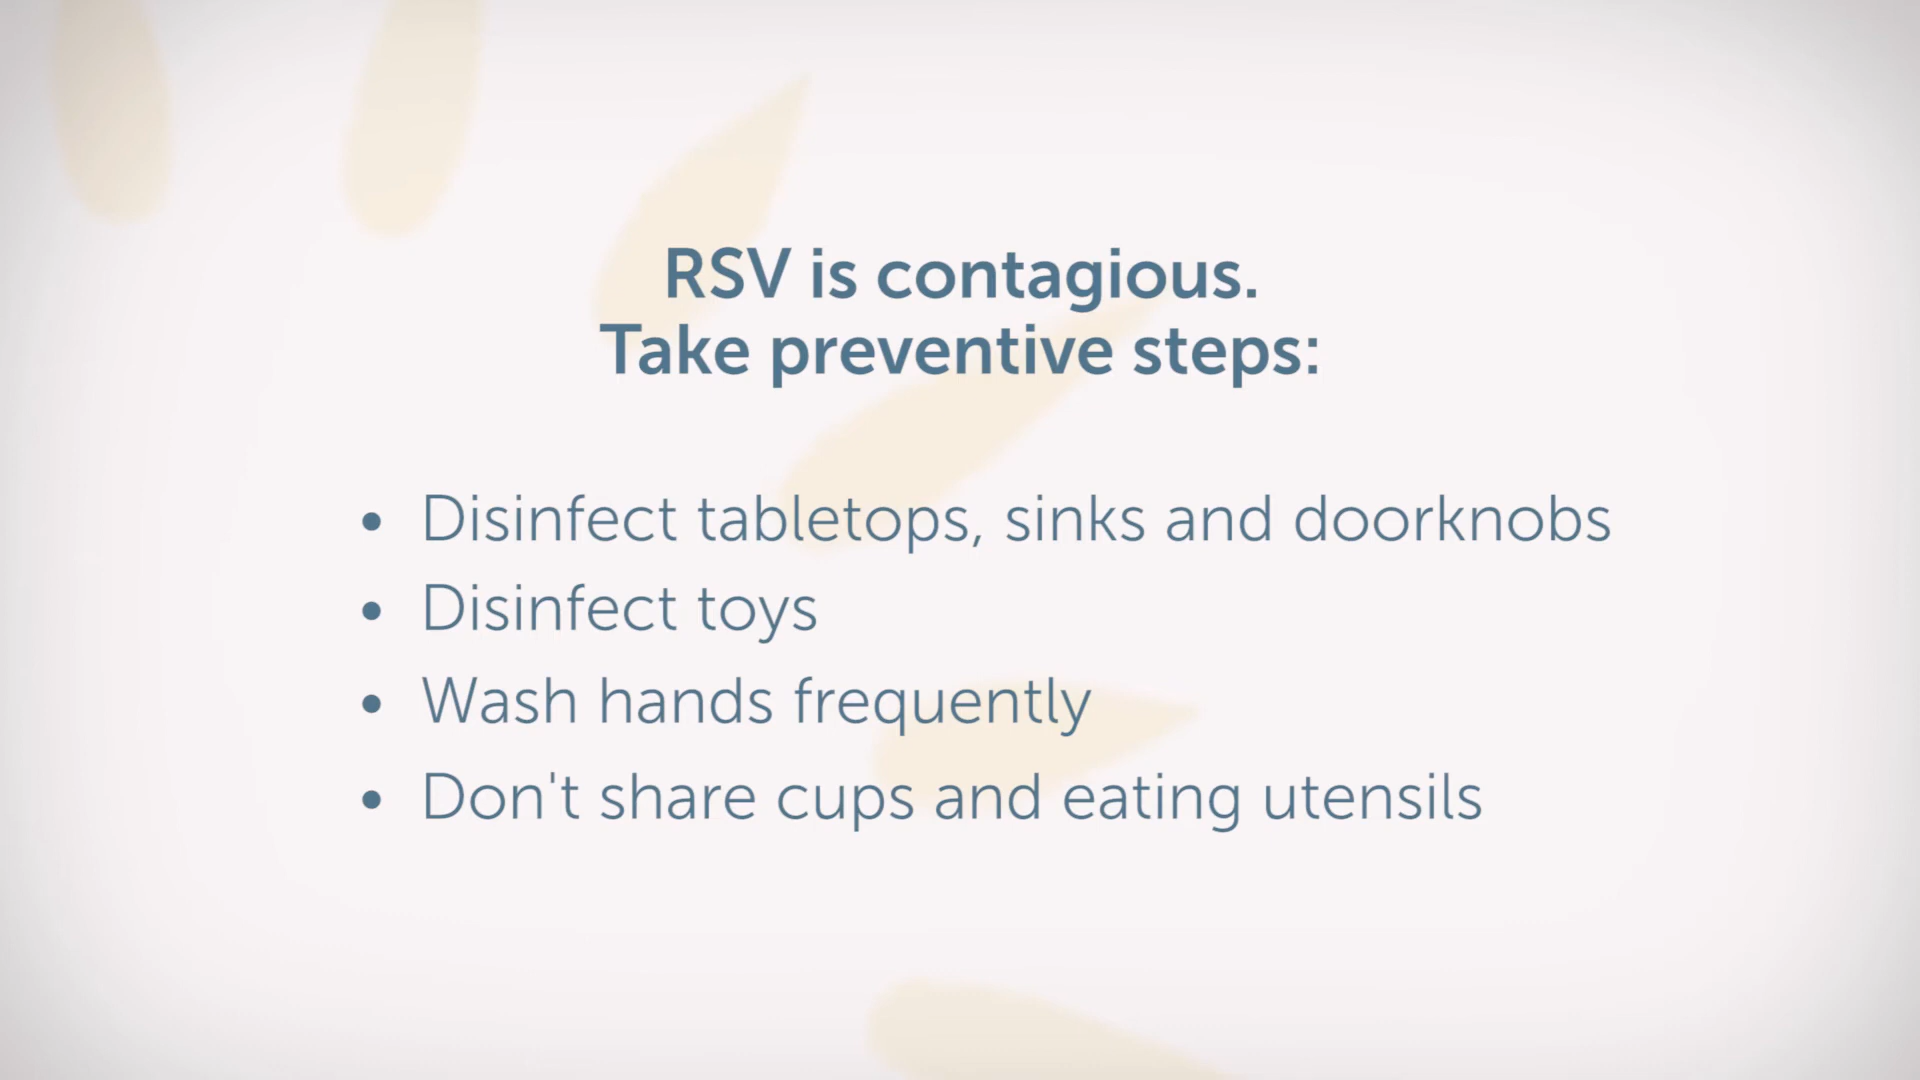 RSV is contagious.
Take preventive steps:
• Disinfect tabletops, sinks and doorknobs
• Disinfect toys
• Wash hands frequently
• Don't share cups and eating utensils